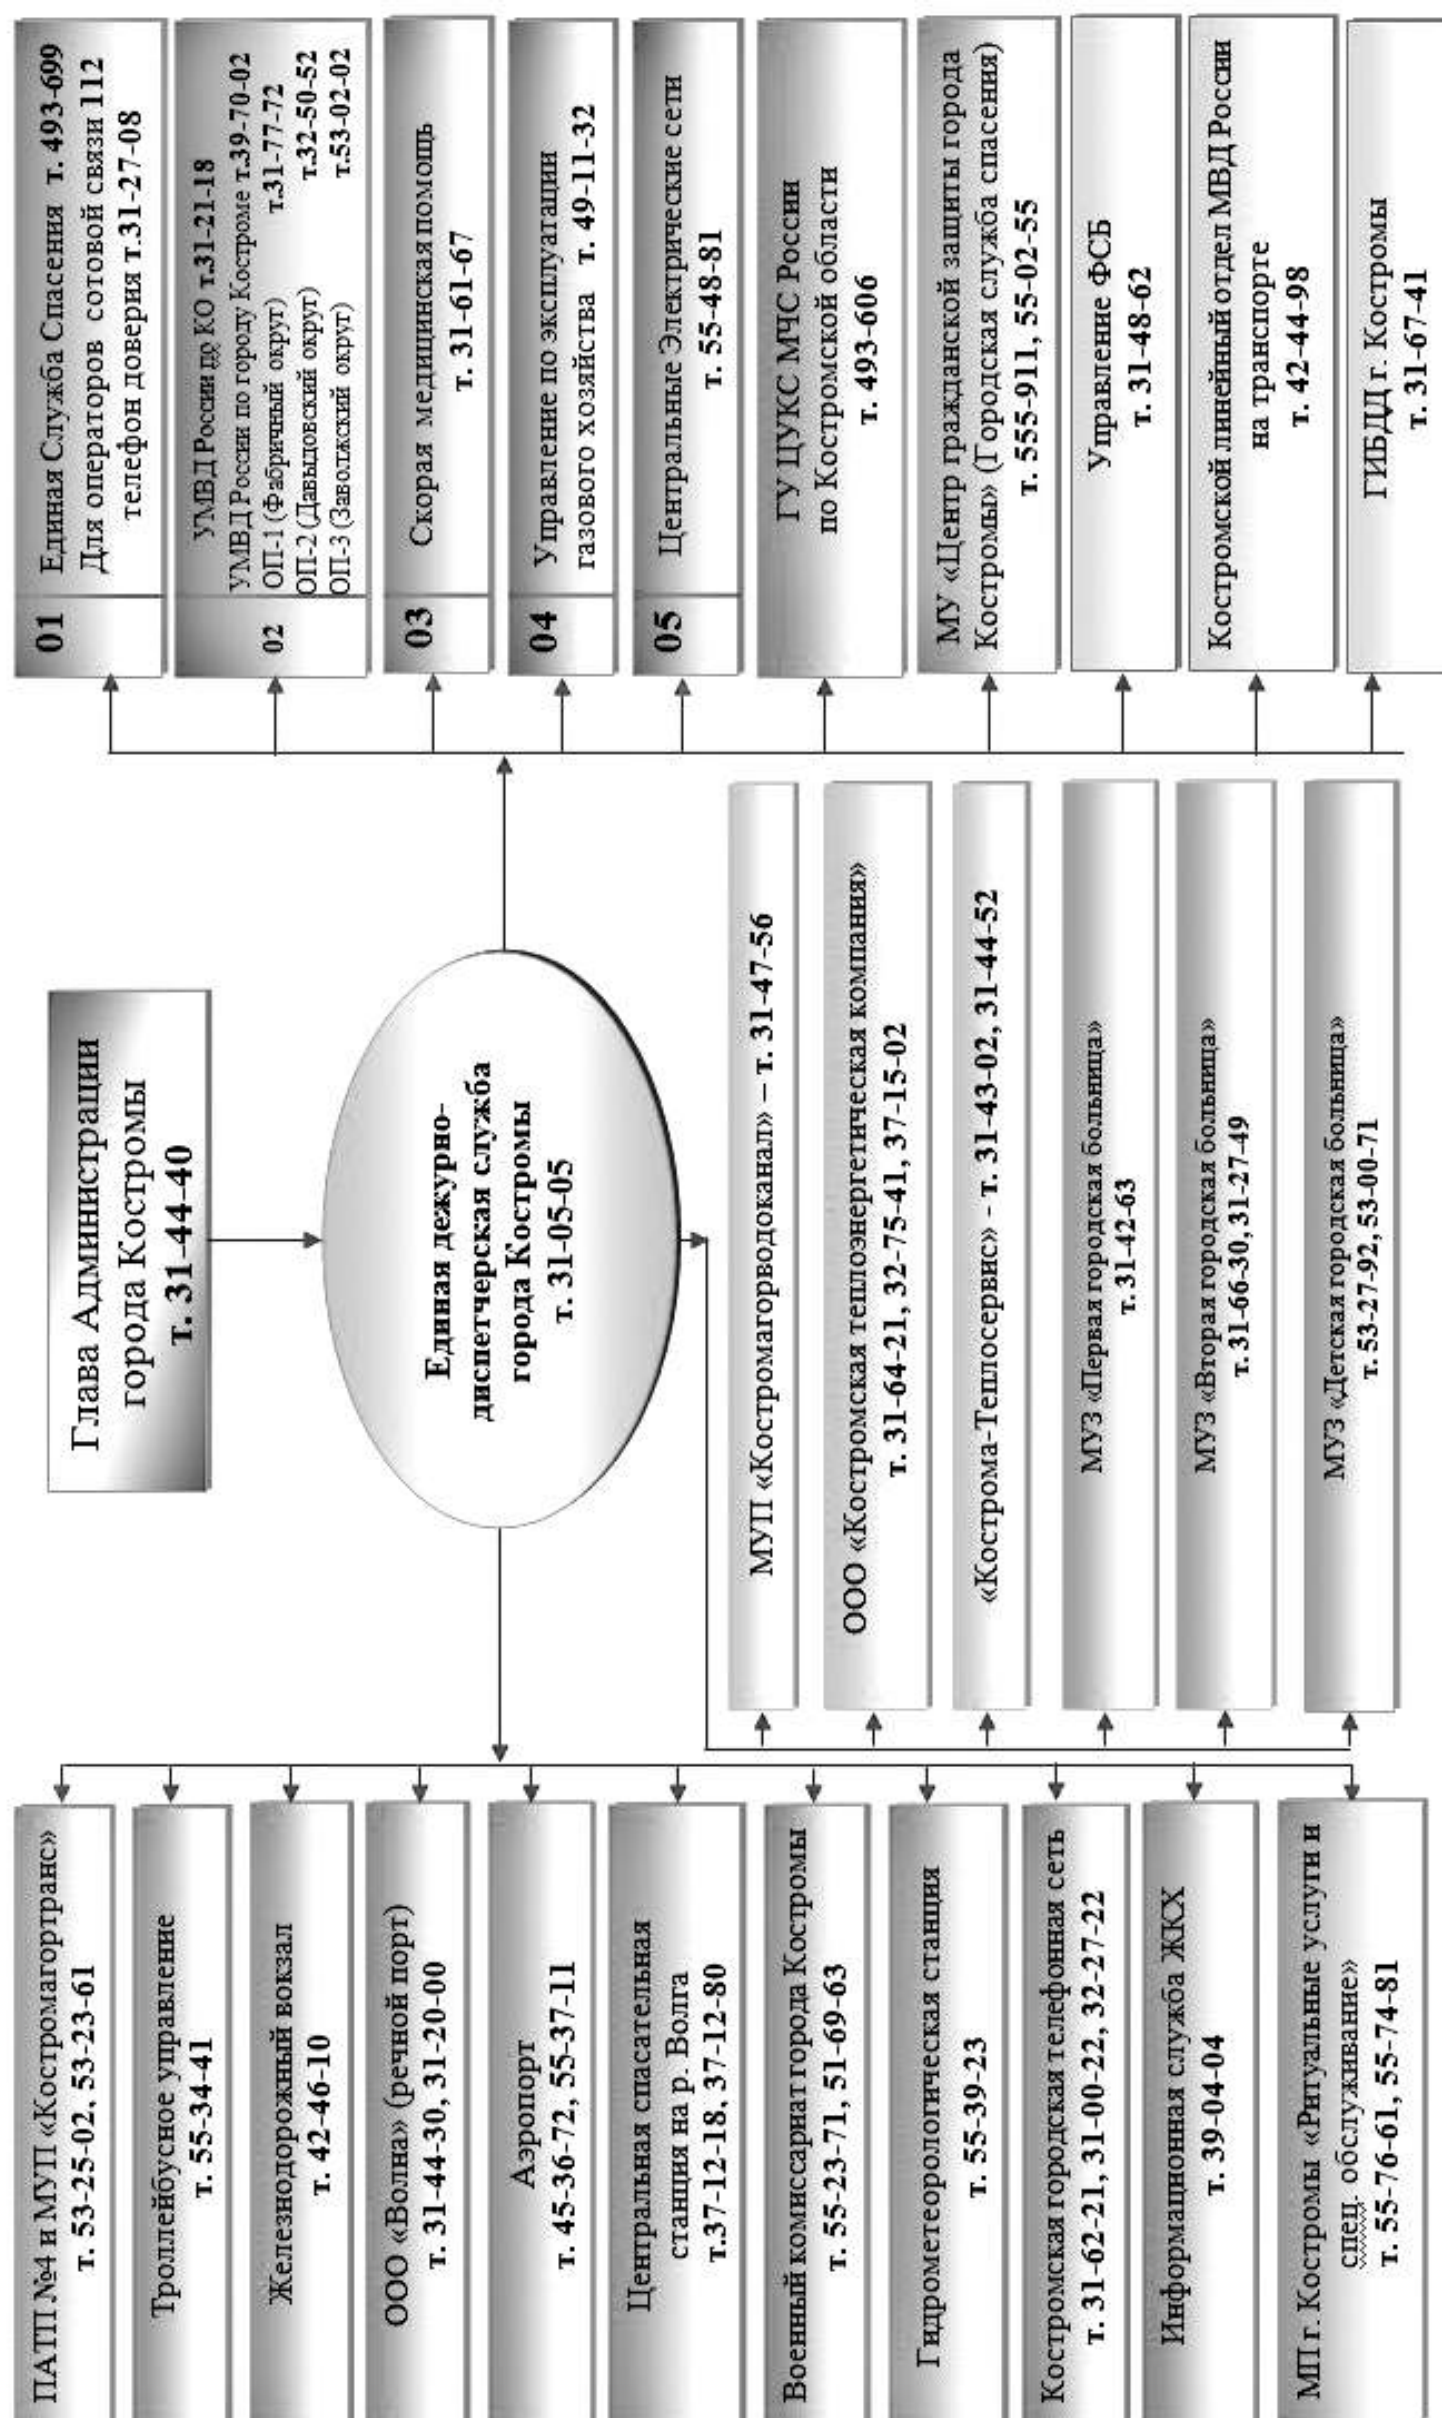 Глава Администрации
города Костромы
т. 31-44-40
Единая дежурно-
диспетчерская служба
города Костромы
т. 31-05-05
ПАТП №4 и МУП «Костромагортранс»
т. 53-25-02, 53-23-61
Троллейбусное управление
т. 55-34-41
Железнодорожный вокзал
т. 42-46-10
ООО «Волна» (речной порт)
т. 31-44-30, 31-20-00
Аэропорт
т. 45-36-72, 55-37-11
Центральная спасательная
станция на р. Волга
т.37-12-18, 37-12-80
Военный комиссариат города Костромы
т. 55-23-71, 51-69-63
Гидрометеорологическая станция
т. 55-39-23
Костромская городская телефонная сеть
т. 31-62-21, 31-00-22, 32-27-22
Информационная служба ЖКХ
т. 39-04-04
МП г. Костромы «Ритуальные услуги и
спец. обслуживание»
т. 55-76-61, 55-74-81
МУП «Костромагорводоканал» – т. 31-47-56
ООО «Костромская теплоэнергетическая компания»
т. 31-64-21, 32-75-41, 37-15-02
«Кострома-Теплосервис» - т. 31-43-02, 31-44-52
МУЗ «Первая городская больница»
т. 31-42-63
МУЗ «Вторая городская больница»
т. 31-66-30, 31-27-49
МУЗ «Детская городская больница»
т. 53-27-92, 53-00-71
01 Единая Служба Спасения т. 493-699
Для операторов сотовой связи 112
телефон доверия т.31-27-08
УМВД России по КО т.31-21-18
УМВД России по городу Костроме т.39-70-02
02 ОП-1 (Фабричный округ) т.31-77-72
ОП-2 (Давыдовский округ) т.32-50-52
ОП-3 (Заволжский округ) т.53-02-02
03 Скорая медицинская помощь
т. 31-61-67
04 Управление по эксплуатации
газового хозяйства т. 49-11-32
05 Центральные Электрические сети
т. 55-48-81
ГУ ЦУКС МЧС России
по Костромской области
т. 493-606
МУ «Центр гражданской защиты города
Костромы» (Городская служба спасения)
т. 555-911, 55-02-55
Управление ФСБ
т. 31-48-62
Костромской линейный отдел МВД России
на транспорте
т. 42-44-98
ГИБДД г. Костромы
т. 31-67-41